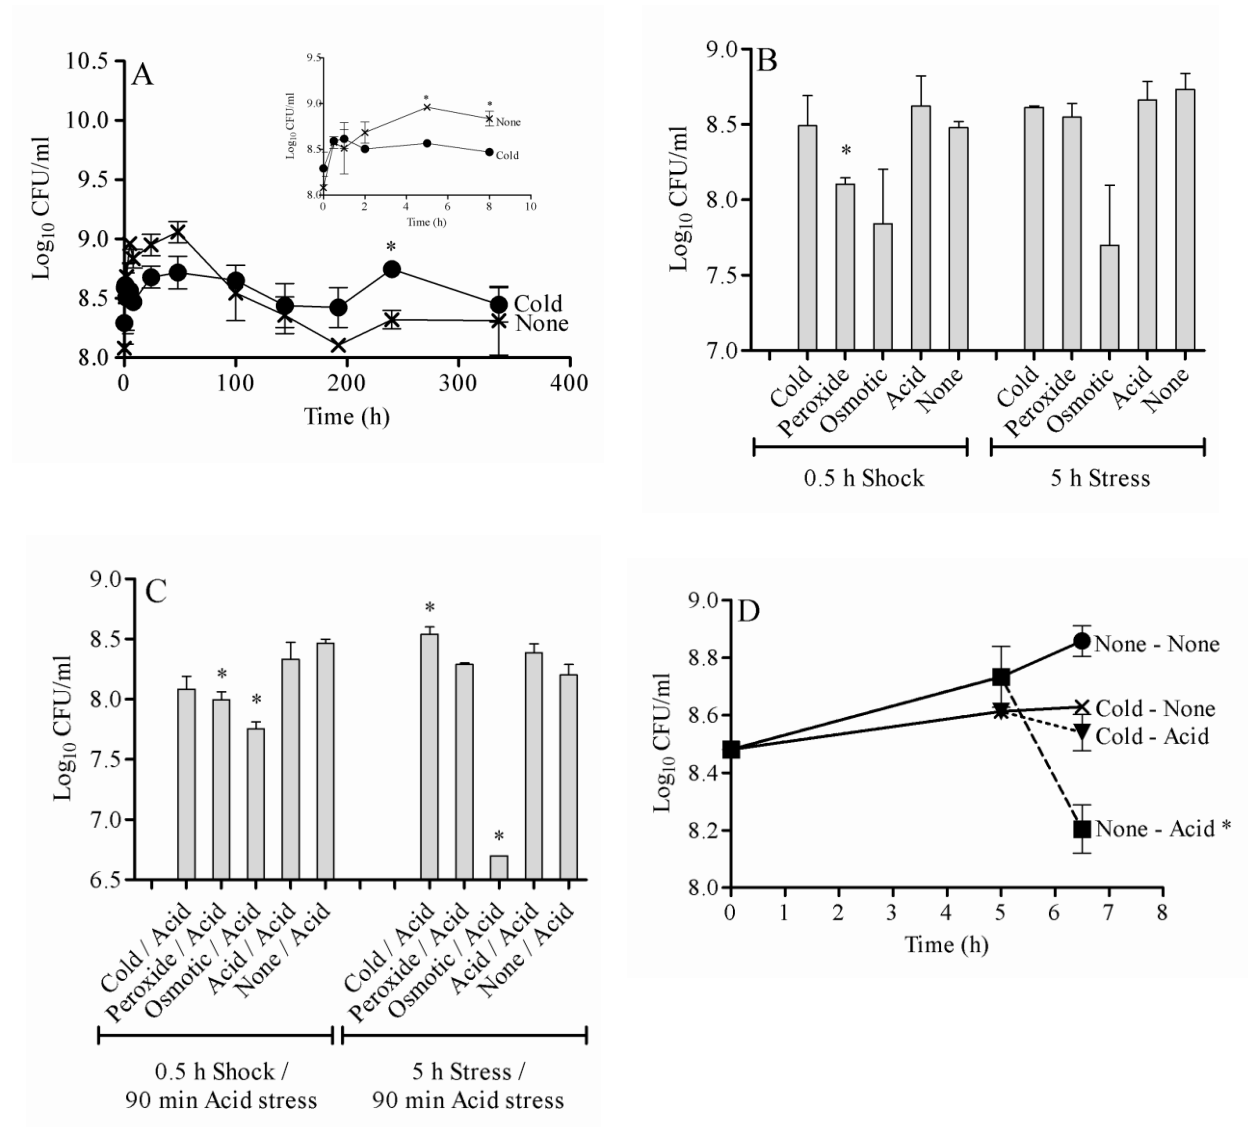 A
10.5
10.0
9.5
9.0
8.5
8.0
Log10 CFU/ml
0 100 200 300 400
Time (h)
*
Cold
None
9.5
9.0
8.5
8.0
Log10 CFU/ml
0 2 4 6 8 10
Time (h)
* *
None
Cold
B
9.0
8.5
8.0
7.5
7.0
Log10 CFU/ml
*
Cold Peroxide Osmotic Acid None Cold Peroxide Osmotic Acid None
0.5 h Shock 5 h Stress
C
9.0
8.5
8.0
7.5
7.0
6.5
Log10 CFU/ml
* * * *
Cold / Acid
Peroxide / Acid
Osmotic / Acid
Acid / Acid
None / Acid
Cold / Acid
Peroxide / Acid
Osmotic / Acid
Acid / Acid
None / Acid
0.5 h Shock /
90 min Acid stress
5 h Stress /
90 min Acid stress
D
9.0
8.8
8.6
8.4
8.2
8.0
Log10 CFU/ml
None - None
Cold - None
Cold - Acid
None - Acid *
0 1 2 3 4 5 6 7 8
Time (h)